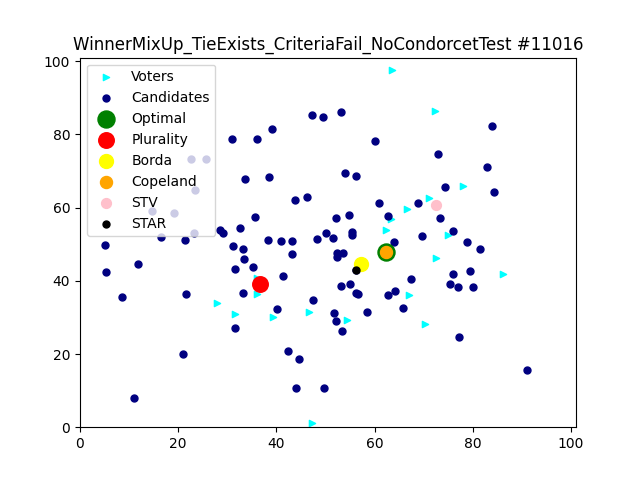 WinnerMixUp_TieExists_CriteriaFail_NoCondorcetTest #11016
100
80
60
40
20
0
0 20 40 60 80 100
Voters
Candidates
Optimal
Plurality
Borda
Copeland
STV
STAR